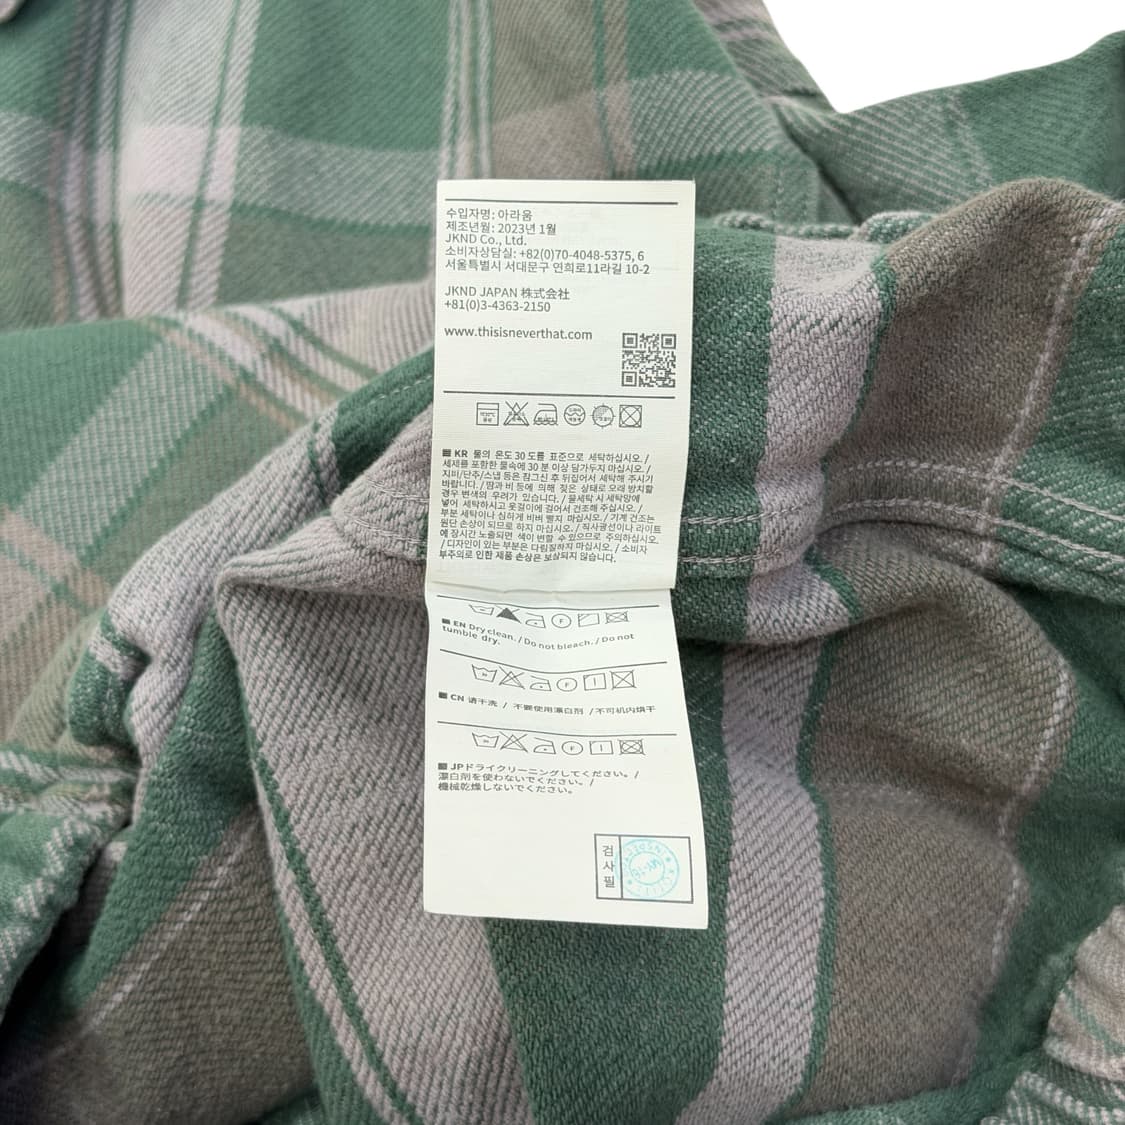 수입자명: 아라움
제조년월: 2023년 1월
JKND Co., Ltd.
소비자상담실: +82(0)70-4048-5375, 6
서울특별시 서대문구 연희로11라길 10-2
JKND JAPAN 株式会社
+81(0)3-4363-2150
www.thisisneverthat.com
KR 물의 온도 30 도를 표준으로 세탁하십시오. /
세제를 포함한 물속에 30 분 이상 담가두지 마십시오. /
지퍼/단추/스냅 등은 잠그신 후 뒤집어서 세탁해 주시기
바랍니다. / 땀과 비 등에 의해 젖은 상태로 오래 방치할
경우 변색의 우려가 있습니다. / 물세탁 시 세탁망에
넣어 세탁하시고 옷걸이에 걸어서 건조해 주십시오. /
부분 세탁이나 심하게 비벼 빨지 마십시오. / 기계 건조는
원단 손상이 되므로 하지 마십시오. / 직사광선이나 라이트
에 장시간 노출되면 색이 변할 수 있으므로 주의하십시오.
/ 디자인이 있는 부분은 다림질하지 마십시오. / 소비자
부주의로 인한 제품 손상은 보상되지 않습니다.
EN Dry clean. / Do not bleach. / Do not
tumble dry.
CN 请干洗 / 不要使用漂白剂 / 不可机内烘干
JPドライクリーニングしてください。/
漂白剤を使わないでください。/
機械乾燥しないでください。
검
사
필